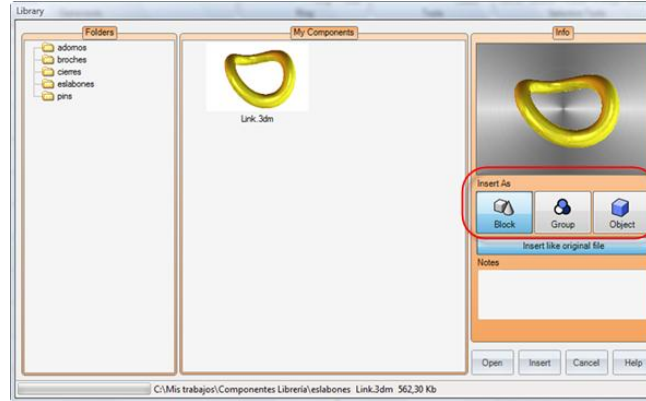 Library
Folders
My Components
Info
adornos
broches
cierres
eslabones
pins
Link.3dm
Insert As
Block
Group
Object
Insert like original file
Notes
Open
Insert
Cancel
Help
C:\Mis trabajos\Componentes Librería\eslabones Link.3dm 562,30 Kb